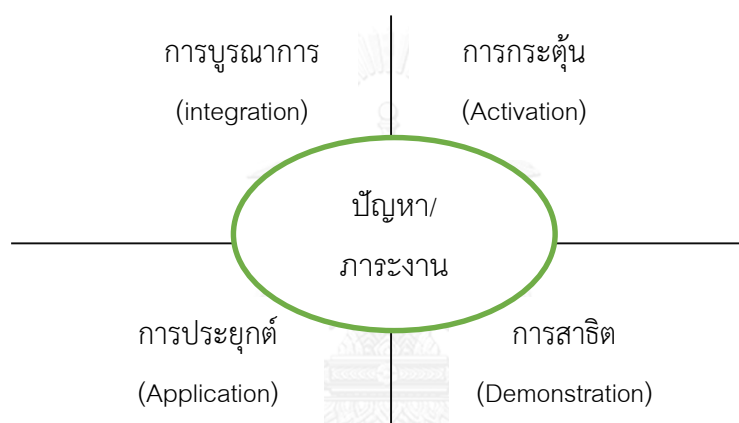 การบูรณาการ
(integration)
การกระตุ้น
(Activation)
ปัญหา/
ภาระงาน
การประยุกต์
(Application)
การสาธิต
(Demonstration)